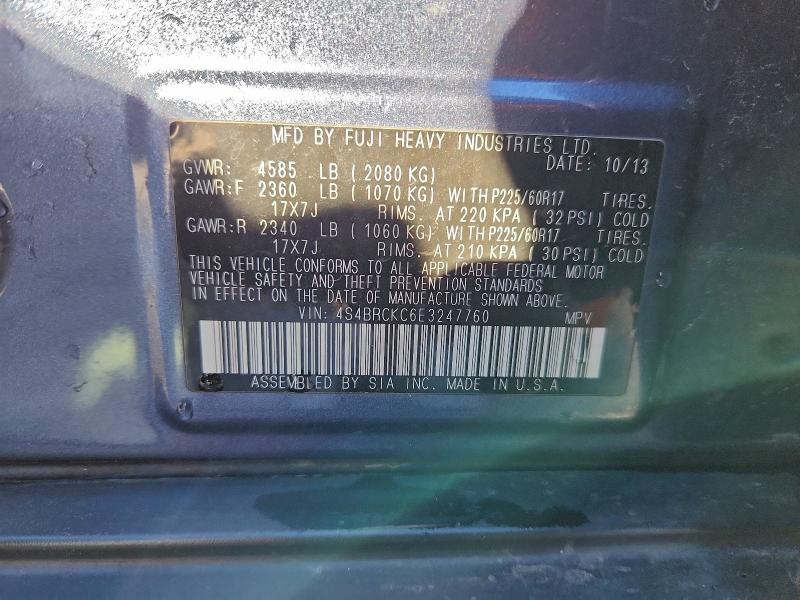 MFD BY FUJI HEAVY INDUSTRIES LTD.
DATE: 10/13
GVWR: 4585 LB (2080 KG)
GAWR:F 2360 LB (1070 KG) WITH P225/60R17 TIRES.
17X7J RIMS. AT 220 KPA (32 PSI) COLD
GAWR:R 2340 LB (1060 KG) WITH P225/60R17 TIRES.
17X7J RIMS. AT 210 KPA (30 PSI) COLD
THIS VEHICLE CONFORMS TO ALL APPLICABLE FEDERAL MOTOR
VEHICLE SAFETY AND THEFT PREVENTION STANDARDS
IN EFFECT ON THE DATE OF MANUFACTURE SHOWN ABOVE.
VIN: 4S4BRCKC6E3247760 MPV
ASSEMBLED BY SIA INC. MADE IN U.S.A.